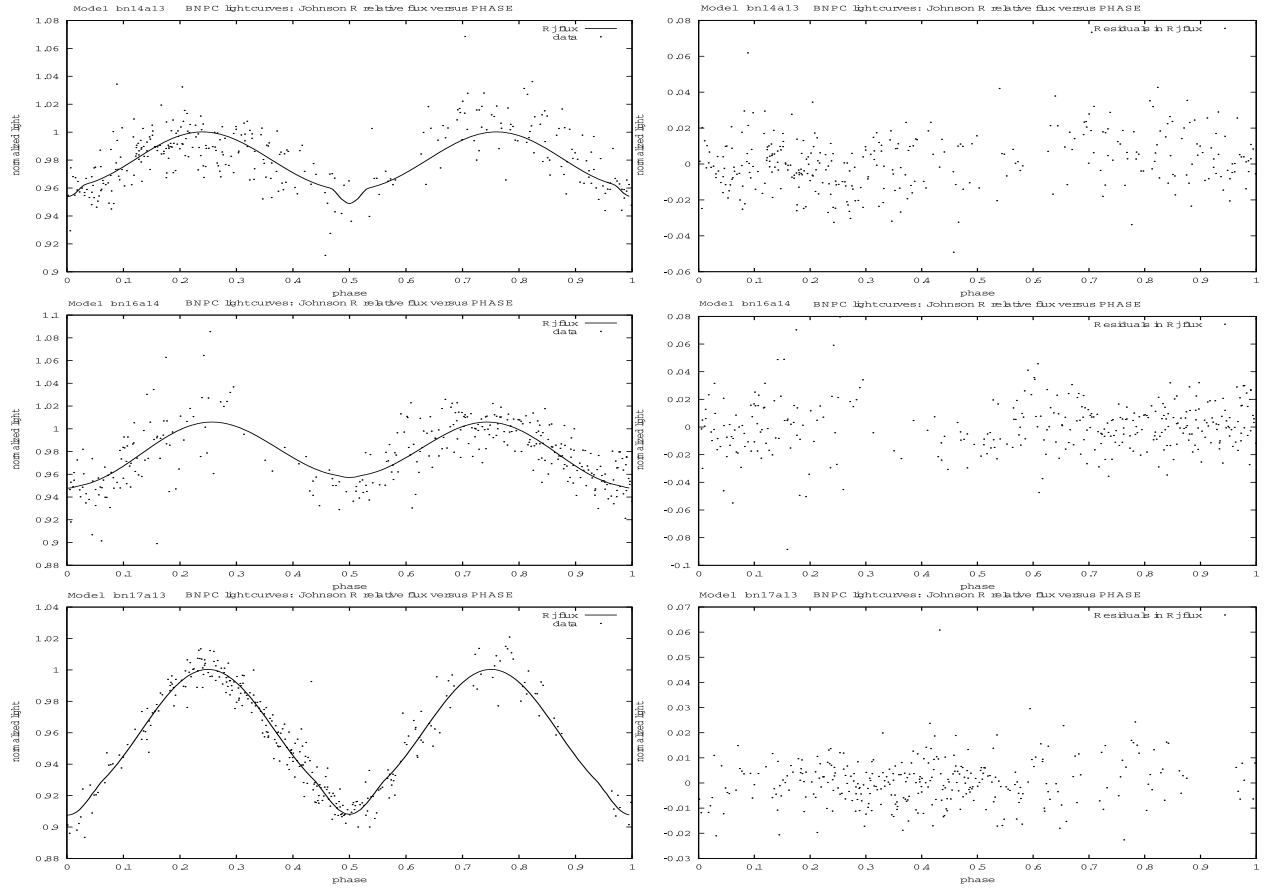 Model bn14a13 BNPC lightcurves: Johnson R relative flux versus PHASE
1.08
1.06
1.04
1.02
1
0.98
0.96
0.94
0.92
0.9
normalized light
Rjflux
data
0 0.1 0.2 0.3 0.4 0.5 0.6 0.7 0.8 0.9 1
phase
Model bn14a13 BNPC lightcurves: Johnson R relative flux versus PHASE
0.08
0.06
0.04
0.02
0
-0.02
-0.04
-0.06
normalized light
Residuals in Rjflux
0 0.1 0.2 0.3 0.4 0.5 0.6 0.7 0.8 0.9 1
phase
Model bn16a14 BNPC lightcurves: Johnson R relative flux versus PHASE
1.1
1.08
1.06
1.04
1.02
1
0.98
0.96
0.94
0.92
0.9
0.88
normalized light
Rjflux
data
0 0.1 0.2 0.3 0.4 0.5 0.6 0.7 0.8 0.9 1
phase
Model bn16a14 BNPC lightcurves: Johnson R relative flux versus PHASE
0.08
0.06
0.04
0.02
0
-0.02
-0.04
-0.06
-0.08
-0.1
normalized light
Residuals in Rjflux
0 0.1 0.2 0.3 0.4 0.5 0.6 0.7 0.8 0.9 1
phase
Model bn17a13 BNPC lightcurves: Johnson R relative flux versus PHASE
1.04
1.02
1
0.98
0.96
0.94
0.92
0.9
0.88
normalized light
Rjflux
data
0 0.1 0.2 0.3 0.4 0.5 0.6 0.7 0.8 0.9 1
phase
Model bn17a13 BNPC lightcurves: Johnson R relative flux versus PHASE
0.07
0.06
0.05
0.04
0.03
0.02
0.01
0
-0.01
-0.02
-0.03
normalized light
Residuals in Rjflux
0 0.1 0.2 0.3 0.4 0.5 0.6 0.7 0.8 0.9 1
phase